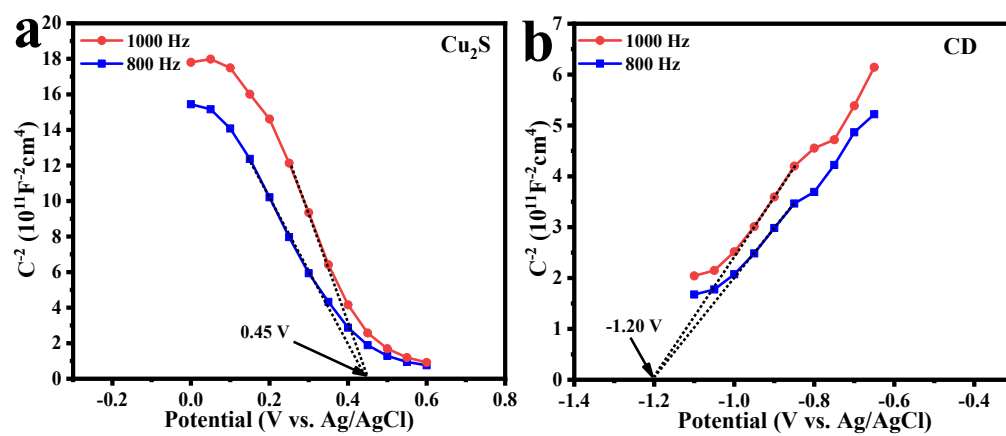 a
1000 Hz
800 Hz
Cu₂S
C⁻² (10¹¹F⁻²cm⁴)
20
18
16
14
12
10
8
6
4
2
0
0.45 V
-0.2 0.0 0.2 0.4 0.6 0.8
Potential (V vs. Ag/AgCl)
b
1000 Hz
800 Hz
CD
C⁻² (10¹¹F⁻²cm⁴)
7
6
5
4
3
2
1
0
-1.20 V
-1.4 -1.2 -1.0 -0.8 -0.6 -0.4
Potential (V vs. Ag/AgCl)